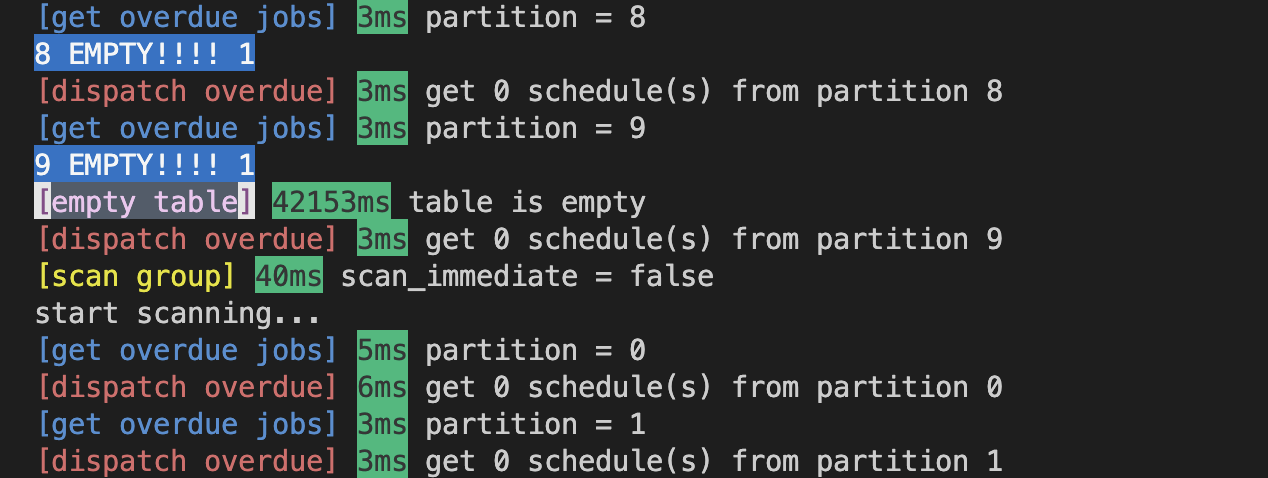 [get overdue jobs] 3ms partition = 8
8 EMPTY!!!! 1
[dispatch overdue] 3ms get 0 schedule(s) from partition 8
[get overdue jobs] 3ms partition = 9
9 EMPTY!!!! 1
[empty table] 42153ms table is empty
[dispatch overdue] 3ms get 0 schedule(s) from partition 9
[scan group] 40ms scan_immediate = false
start scanning...
[get overdue jobs] 5ms partition = 0
[dispatch overdue] 6ms get 0 schedule(s) from partition 0
[get overdue jobs] 3ms partition = 1
[dispatch overdue] 3ms get 0 schedule(s) from partition 1